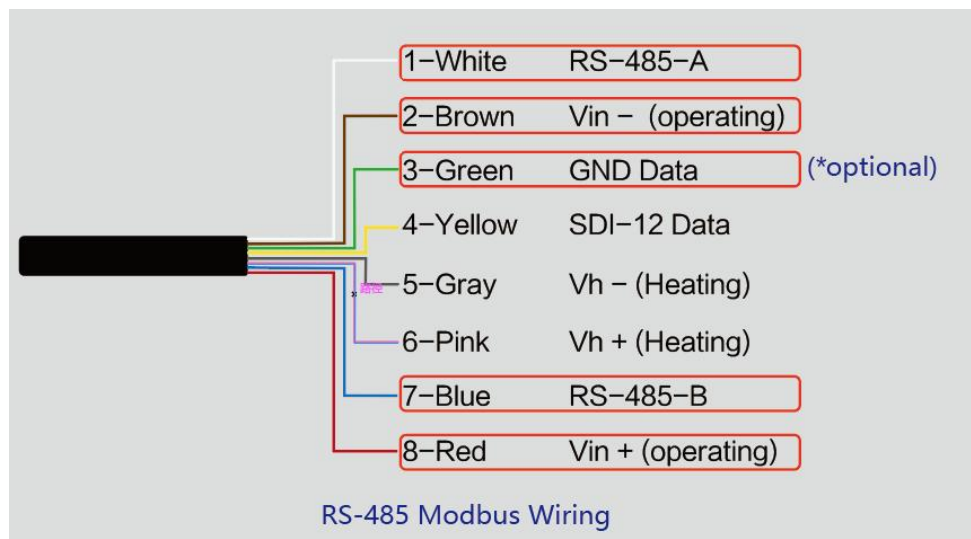 1-White RS-485-A
2-Brown Vin - (operating)
3-Green GND Data (*optional)
4-Yellow SDI-12 Data
路径
5-Gray Vh - (Heating)
6-Pink Vh + (Heating)
7-Blue RS-485-B
8-Red Vin + (operating)
RS-485 Modbus Wiring